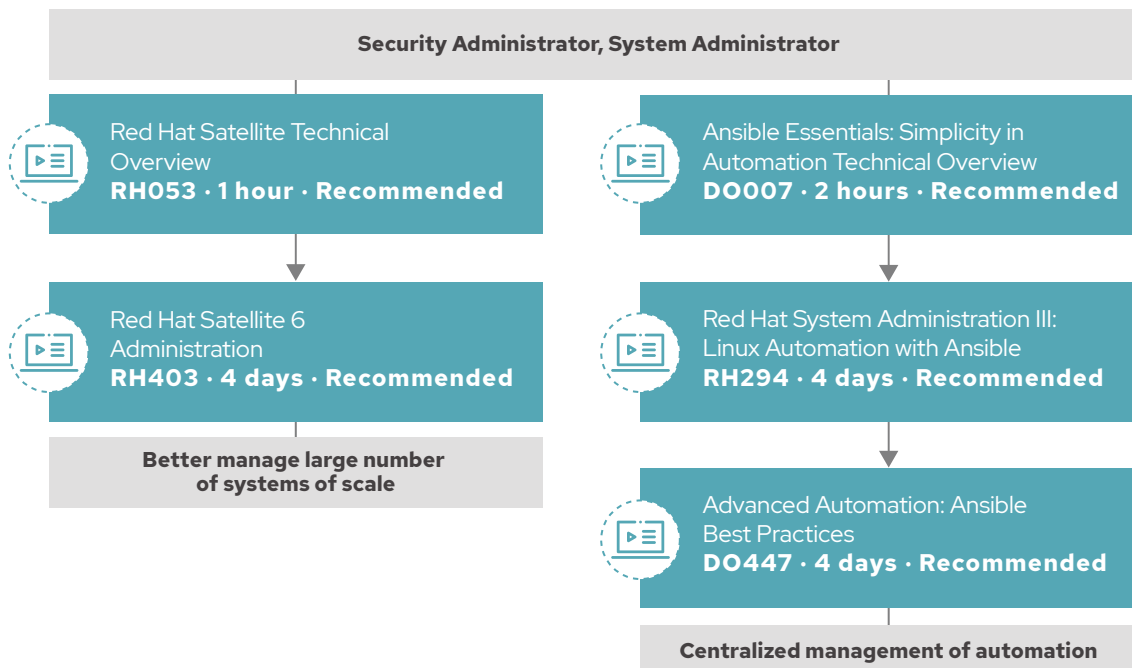 Security Administrator, System Administrator
Red Hat Satellite Technical
Overview
RH053 · 1 hour · Recommended
Red Hat Satellite 6
Administration
RH403 · 4 days · Recommended
Better manage large number
of systems of scale
Ansible Essentials: Simplicity in
Automation Technical Overview
DO007 · 2 hours · Recommended
Red Hat System Administration III:
Linux Automation with Ansible
RH294 · 4 days · Recommended
Advanced Automation: Ansible
Best Practices
DO447 · 4 days · Recommended
Centralized management of automation